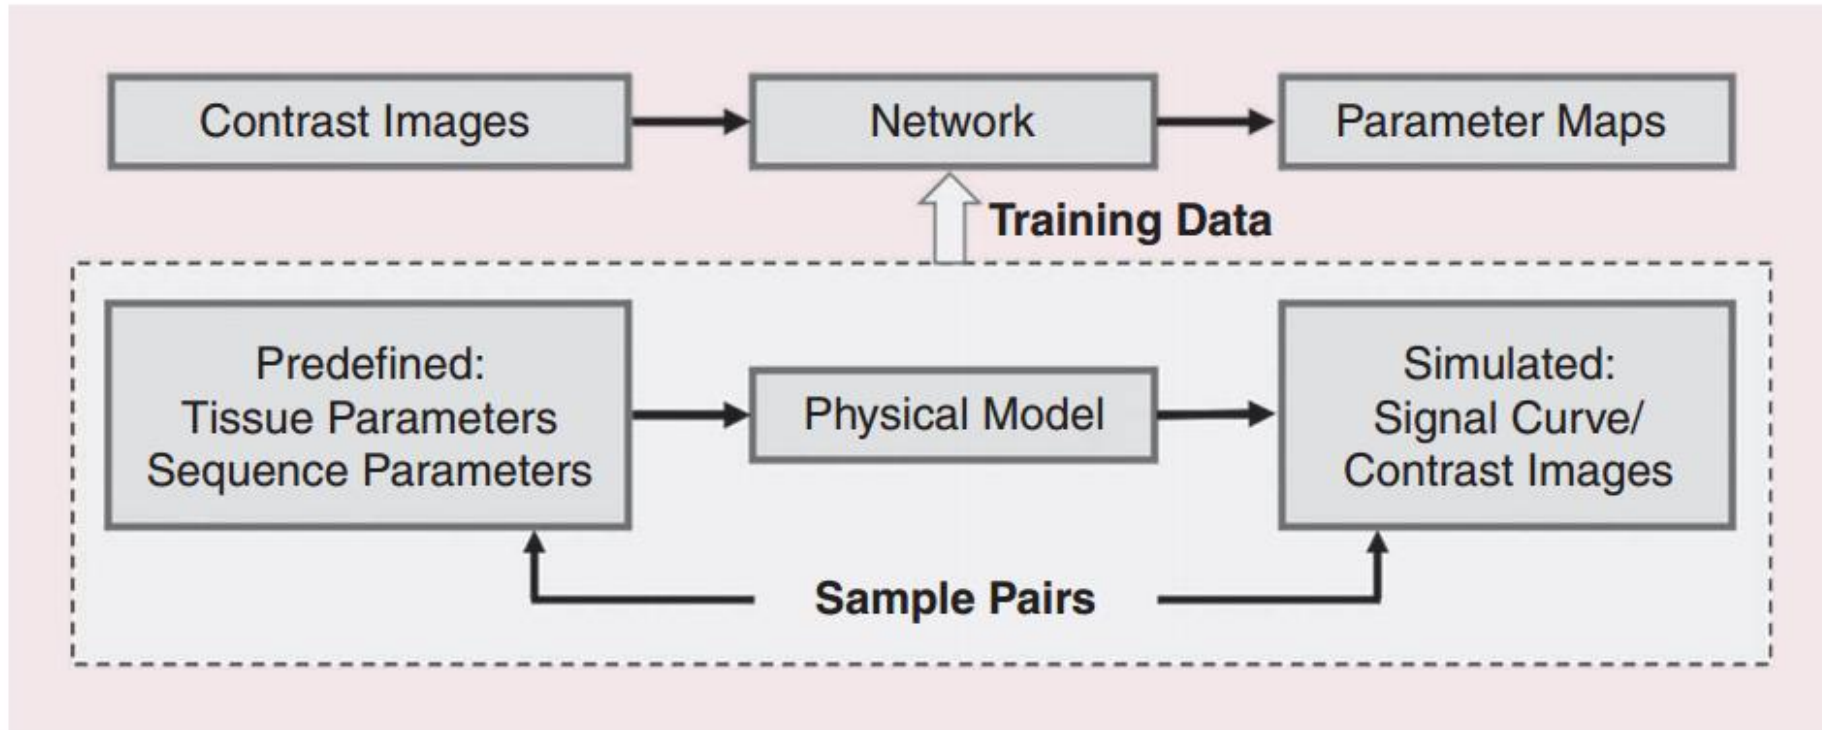 Contrast Images
Network
Parameter Maps
Training Data
Predefined:
Tissue Parameters
Sequence Parameters
Physical Model
Simulated:
Signal Curve/
Contrast Images
Sample Pairs